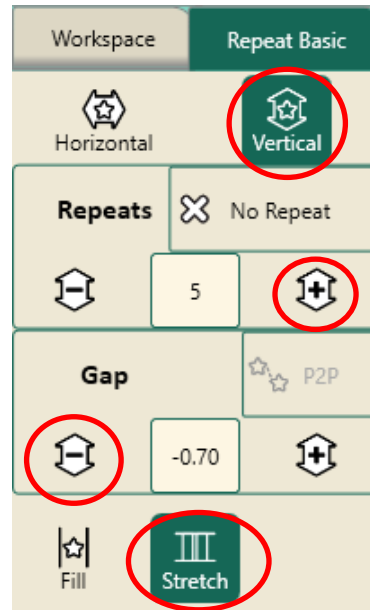 Workspace Repeat Basic
Horizontal Vertical
Repeats No Repeat
5
Gap P2P
-0.70
Fill Stretch